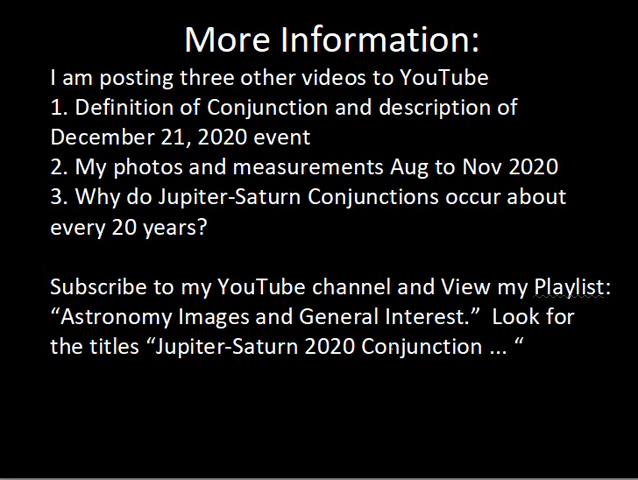 More Information:
I am posting three other videos to YouTube
1. Definition of Conjunction and description of
December 21, 2020 event
2. My photos and measurements Aug to Nov 2020
3. Why do Jupiter-Saturn Conjunctions occur about
every 20 years?
Subscribe to my YouTube channel and View my Playlist:
“Astronomy Images and General Interest.”  Look for
the titles “Jupiter-Saturn 2020 Conjunction ... “